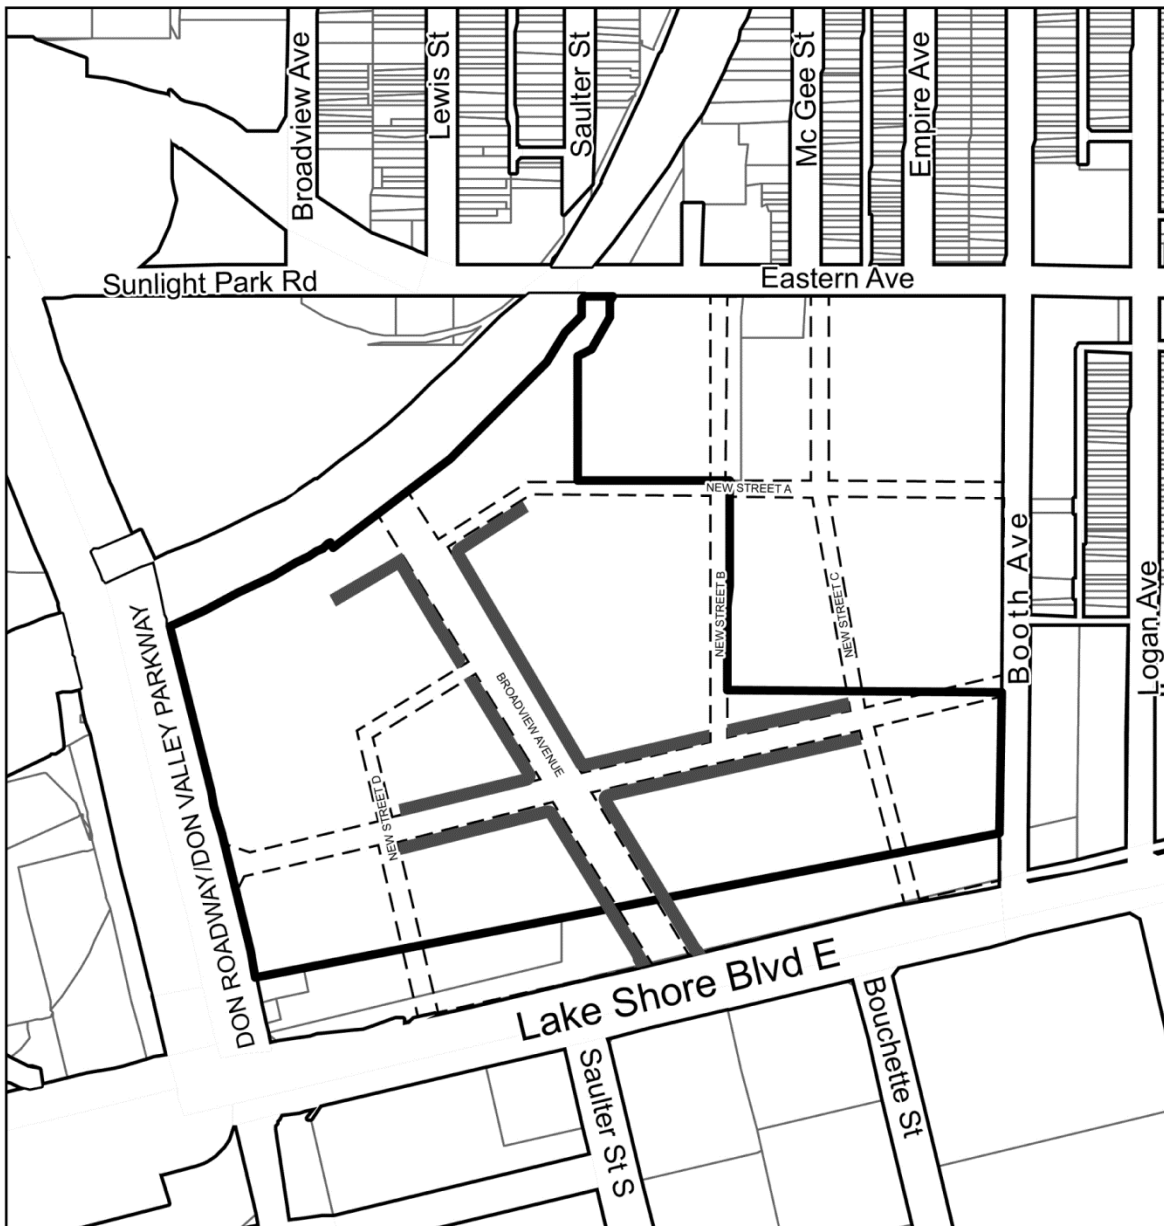 Broadview Ave
Lewis St
Saulter St
Mc Gee St
Empire Ave
Sunlight Park Rd
Eastern Ave
NEW STREET A
NEW STREET B
NEW STREET C
Booth Ave
Logan Ave
DON ROADWAY/DON VALLEY PARKWAY
BROADVIEW AVENUE
NEW STREET D
Lake Shore Blvd E
Saulter St S
Bouchette St